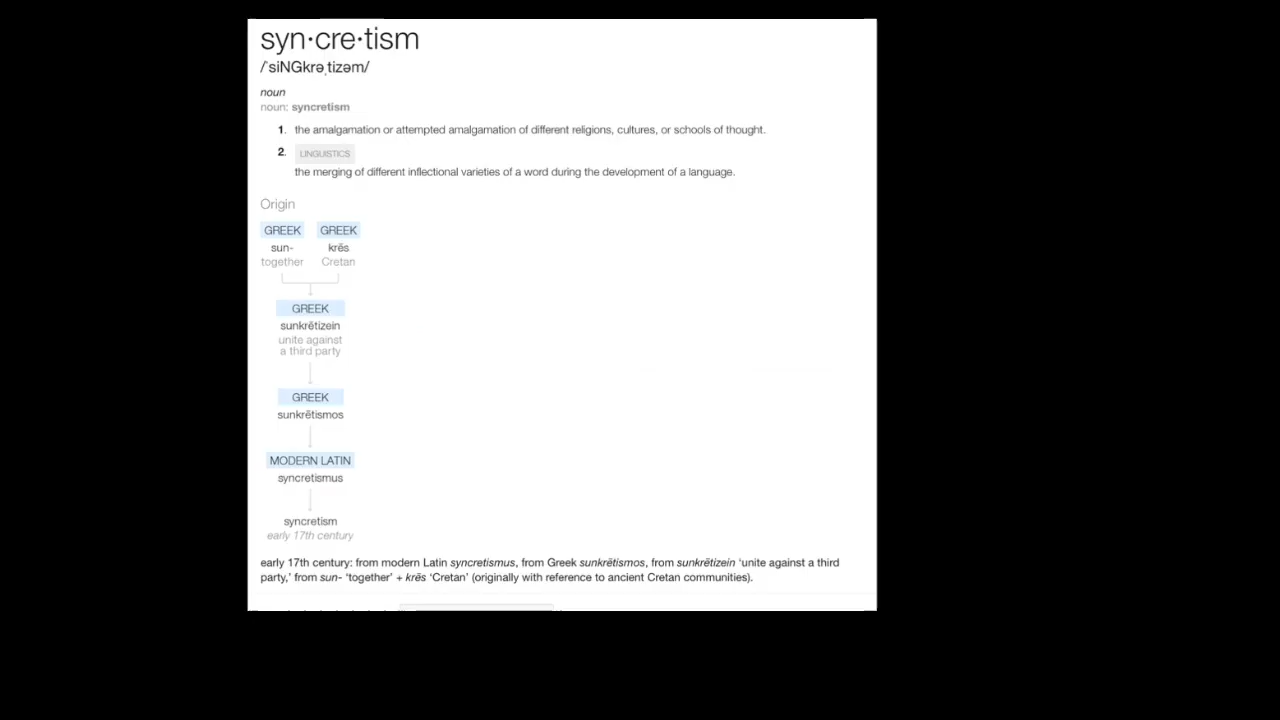 syn·cre·tism
/ˈsiNGkrəˌtizəm/
noun
noun: syncretism
1. the amalgamation or attempted amalgamation of different religions, cultures, or schools of thought.
2. LINGUISTICS
the merging of different inflectional varieties of a word during the development of a language.
Origin
GREEK GREEK
sun- krēs
together Cretan
GREEK
sunkrētizein
unite against
a third party
GREEK
sunkrētismos
MODERN LATIN
syncretismus
syncretism
early 17th century
early 17th century: from modern Latin syncretismus, from Greek sunkrētismos, from sunkrētizein ‘unite against a third
party,’ from sun- ‘together’ + krēs ‘Cretan’ (originally with reference to ancient Cretan communities).